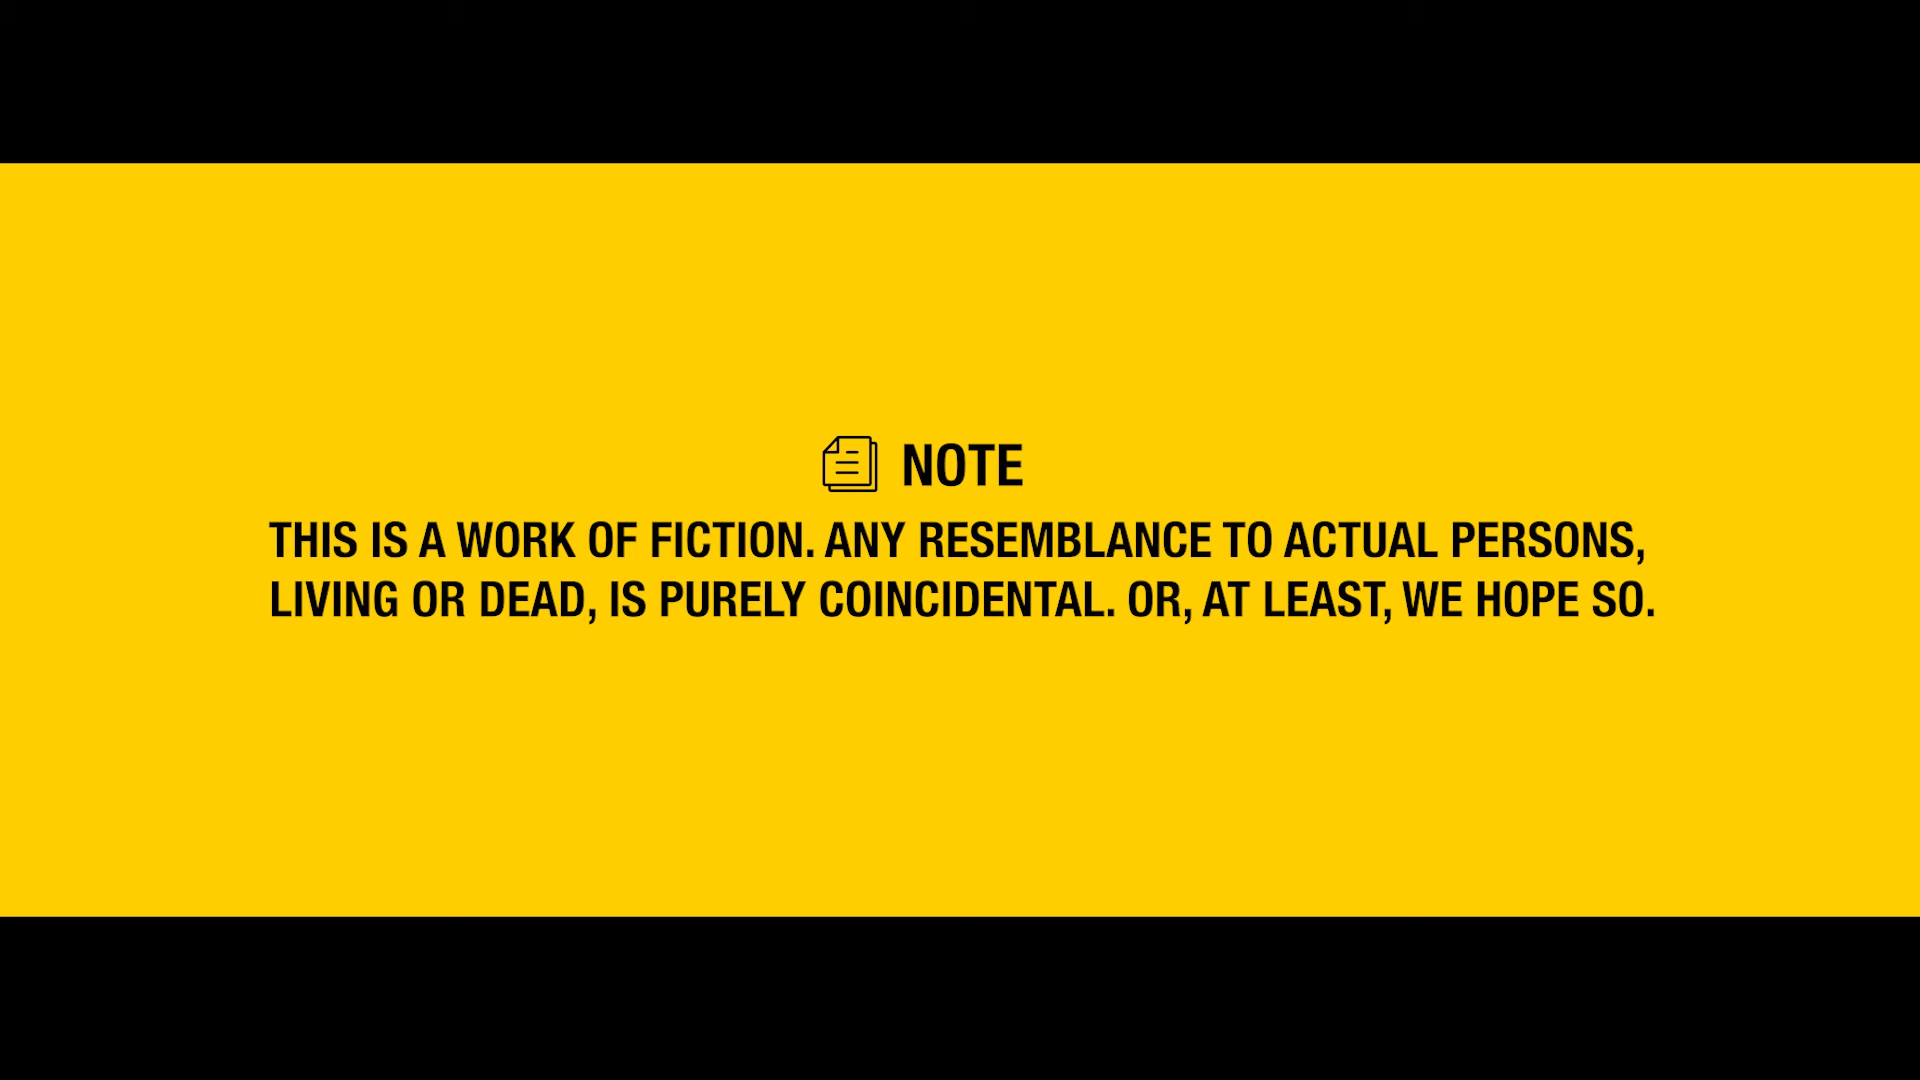 NOTE
THIS IS A WORK OF FICTION. ANY RESEMBLANCE TO ACTUAL PERSONS,
LIVING OR DEAD, IS PURELY COINCIDENTAL. OR, AT LEAST, WE HOPE SO.